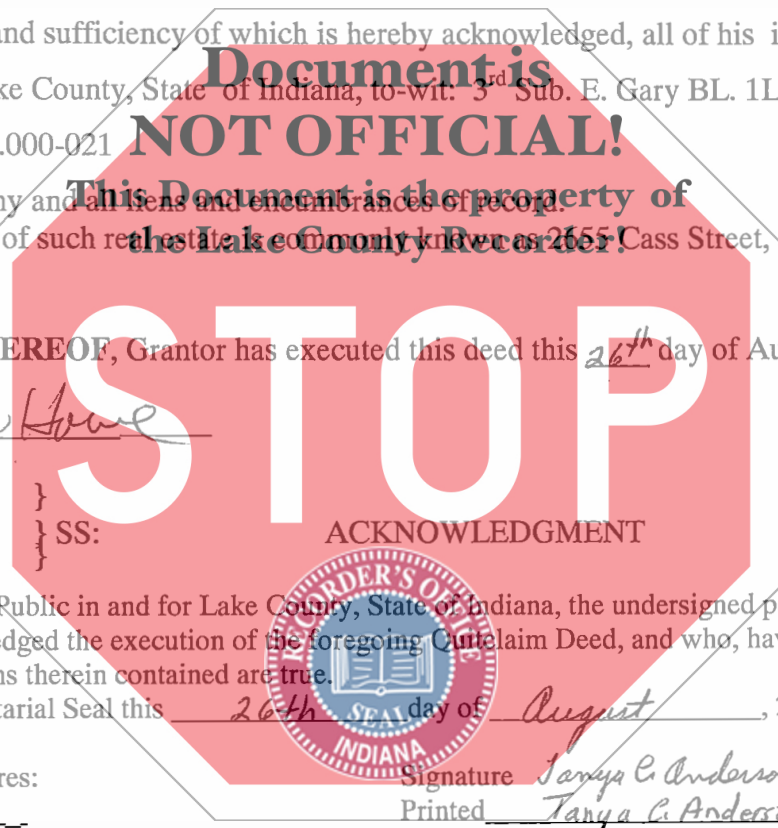 and sufficiency of which is hereby acknowledged, all of his i
Document is
ke County, State of Indiana, to-wit: 3rd Sub. E. Gary BL. 1L
NOT OFFICIAL!
.000-021
This Document is the property of
ny and all liens and encumbrances of record.
the Lake County Recorder!
of such real estate is commonly known as 2655 Cass Street,
STOP
EREOF, Grantor has executed this deed this 26th day of Au
Howe
}
} SS: ACKNOWLEDGMENT
}
RECORDER'S OFFICE
Public in and for Lake County, State of Indiana, the undersigned p
edged the execution of the foregoing Quitclaim Deed, and who, hav
ns therein contained are true.
tarial Seal this 26th day of August,
SEAL
INDIANA
res:
Signature Tanya C. Anderso
Printed Tanya C. Anders